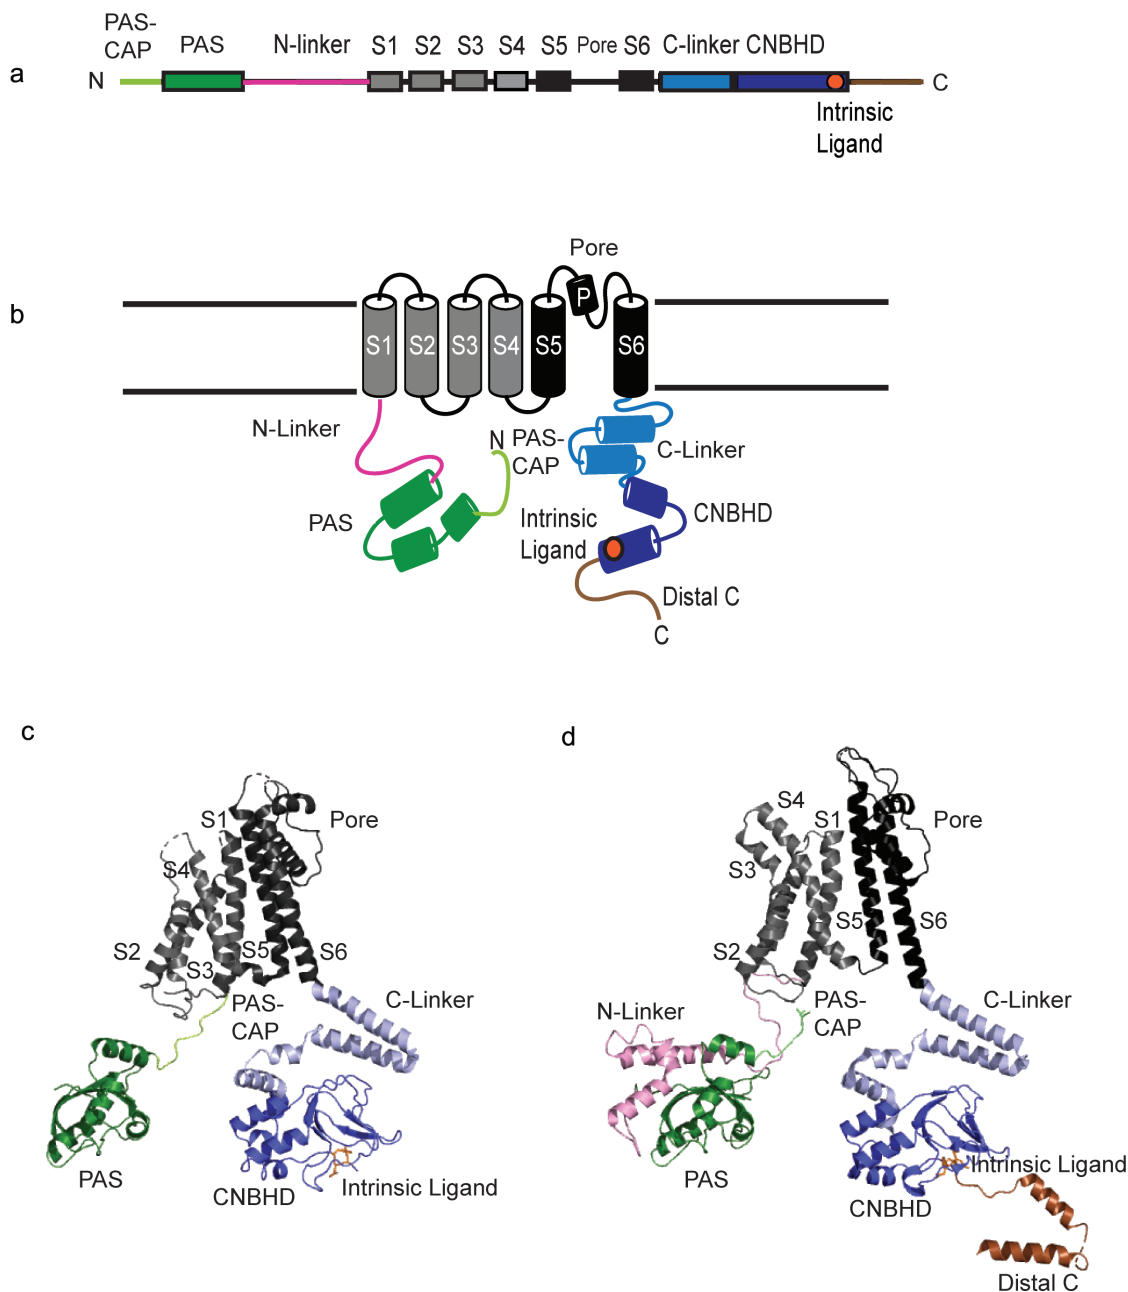 a
PAS-
CAP
PAS
N-linker
S1
S2
S3
S4
S5
Pore
S6
C-linker
CNBHD
N
C
Intrinsic
Ligand
b
Pore
P
S1
S2
S3
S4
S5
S6
N-Linker
N
PAS-
CAP
C-Linker
PAS
Intrinsic
Ligand
CNBHD
Distal C
C
c
S1
Pore
S4
S2
S3
S5
S6
PAS-
CAP
C-Linker
PAS
CNBHD
Intrinsic Ligand
d
S4
S1
Pore
S3
S5
S6
S2
N-Linker
PAS-
CAP
C-Linker
PAS
Intrinsic Ligand
CNBHD
Distal C